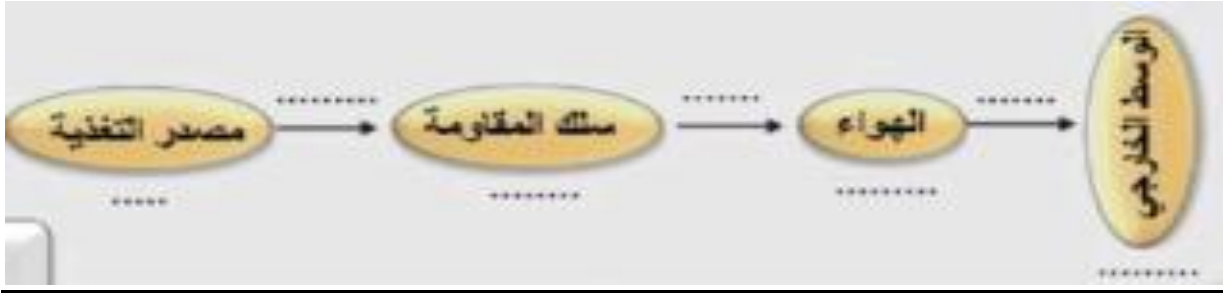 مصدر التغذية
سلك المقاومة
الهواء
الوسط الخارجي